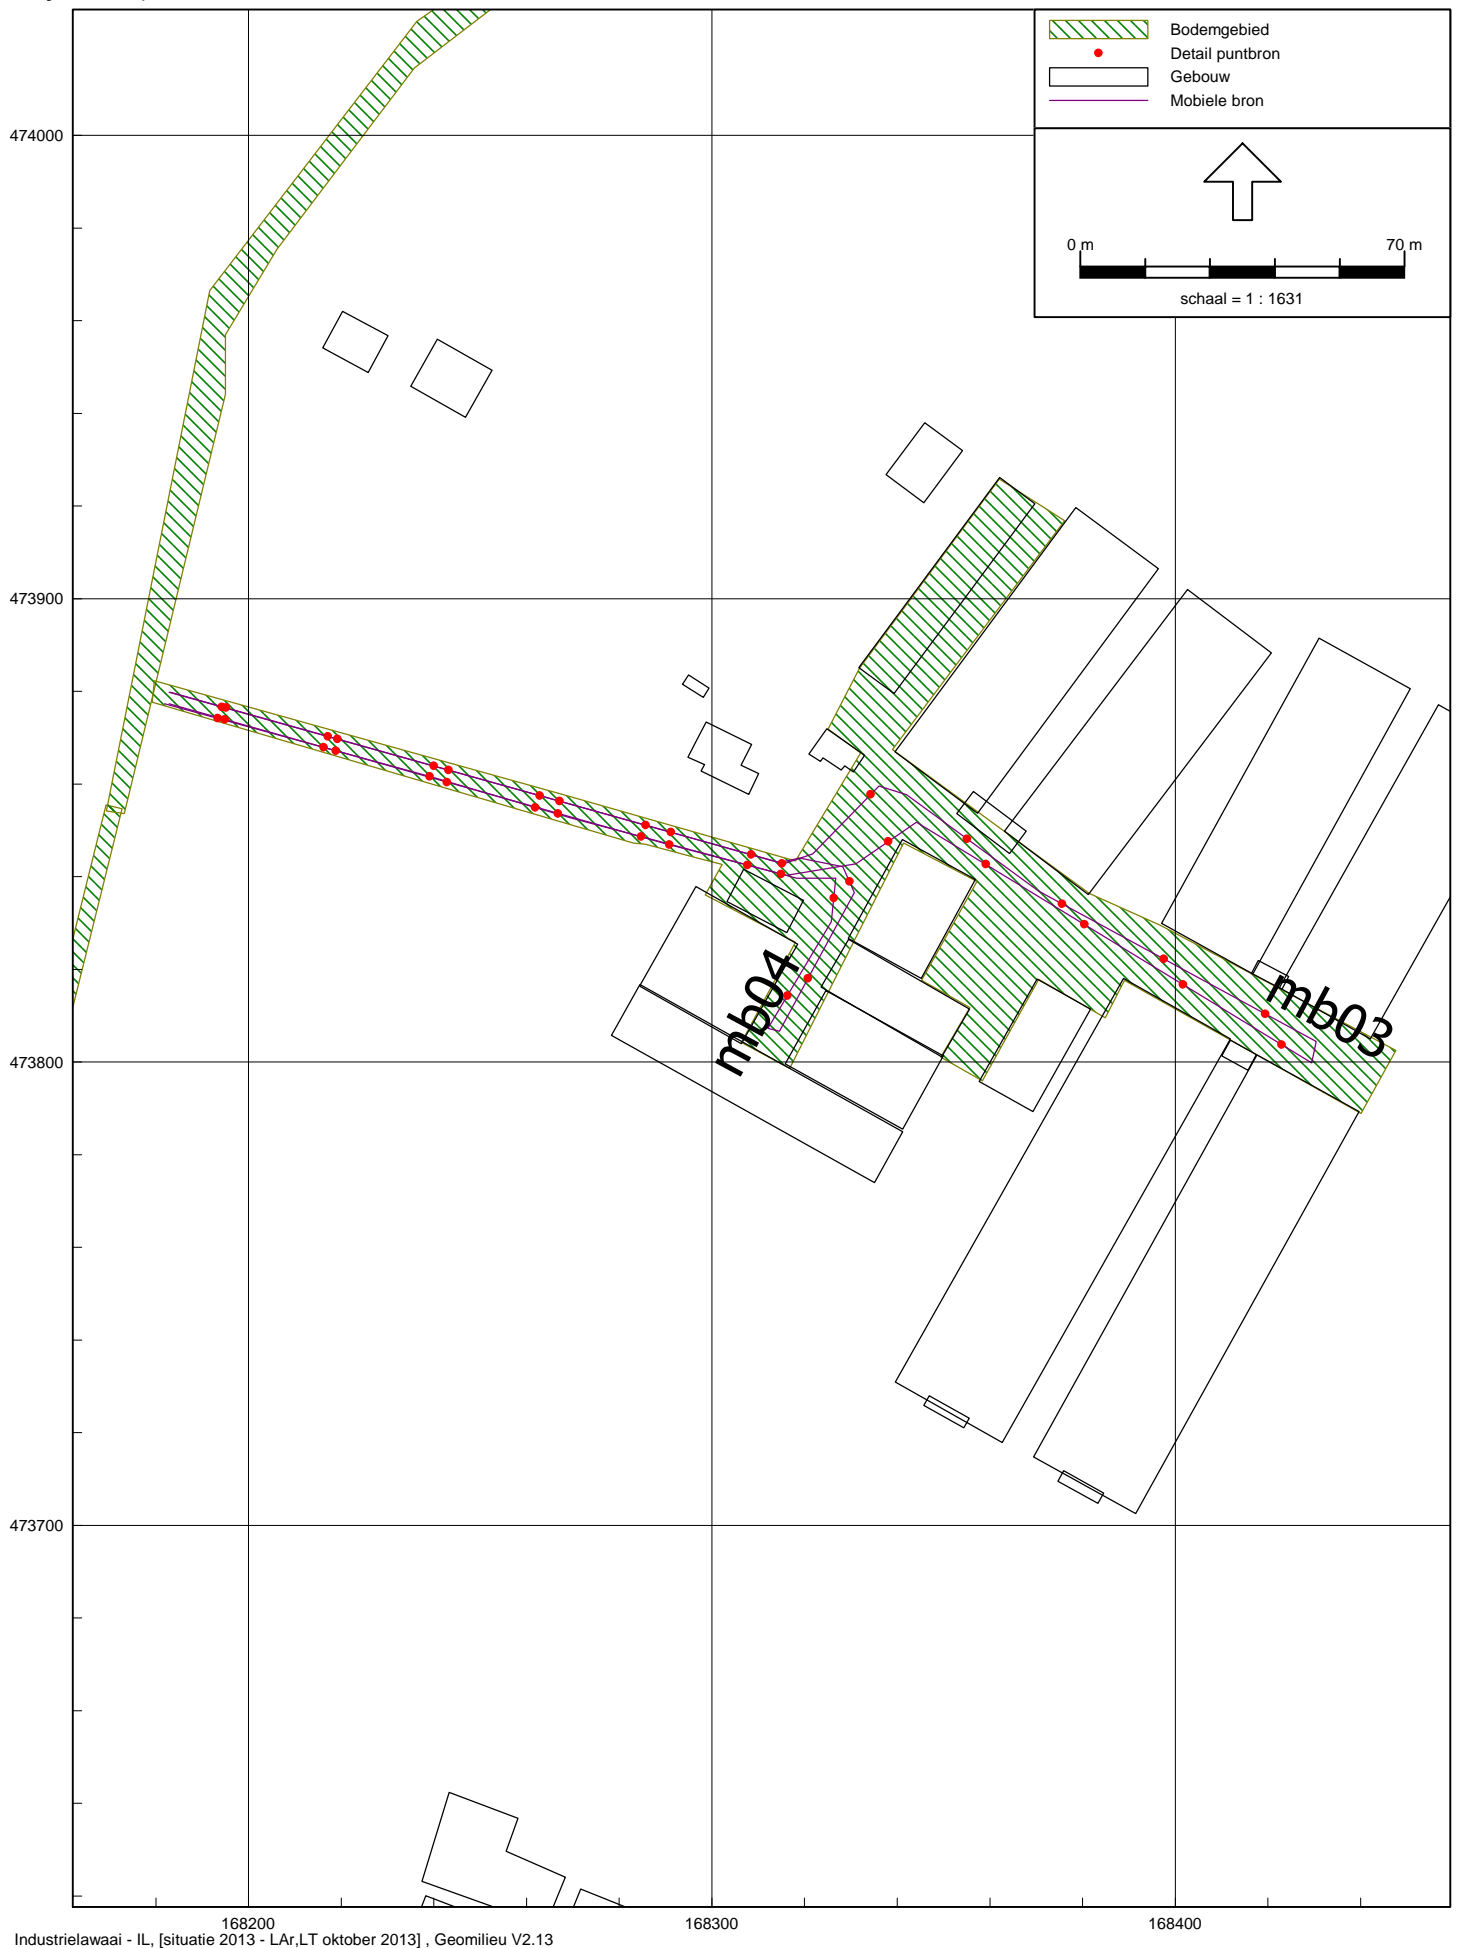 Bodemgebied
Detail puntbron
Gebouw
Mobiele bron
0 m 70 m
schaal = 1 : 1631
474000
473900
473800
473700
mb04
mb03
168200 168300 168400
Industrielawaai - IL, [situatie 2013 - LAr,LT oktober 2013] , Geomilieu V2.13